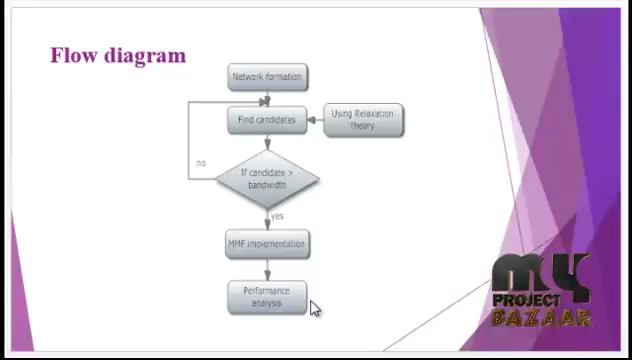 Flow diagram
Network formation
Find candidates
Using Relaxation
theory
no
If candidate >
bandwidth
yes
MMF implementation
Performance
analysis
MY
PROJECT
BAZAAR